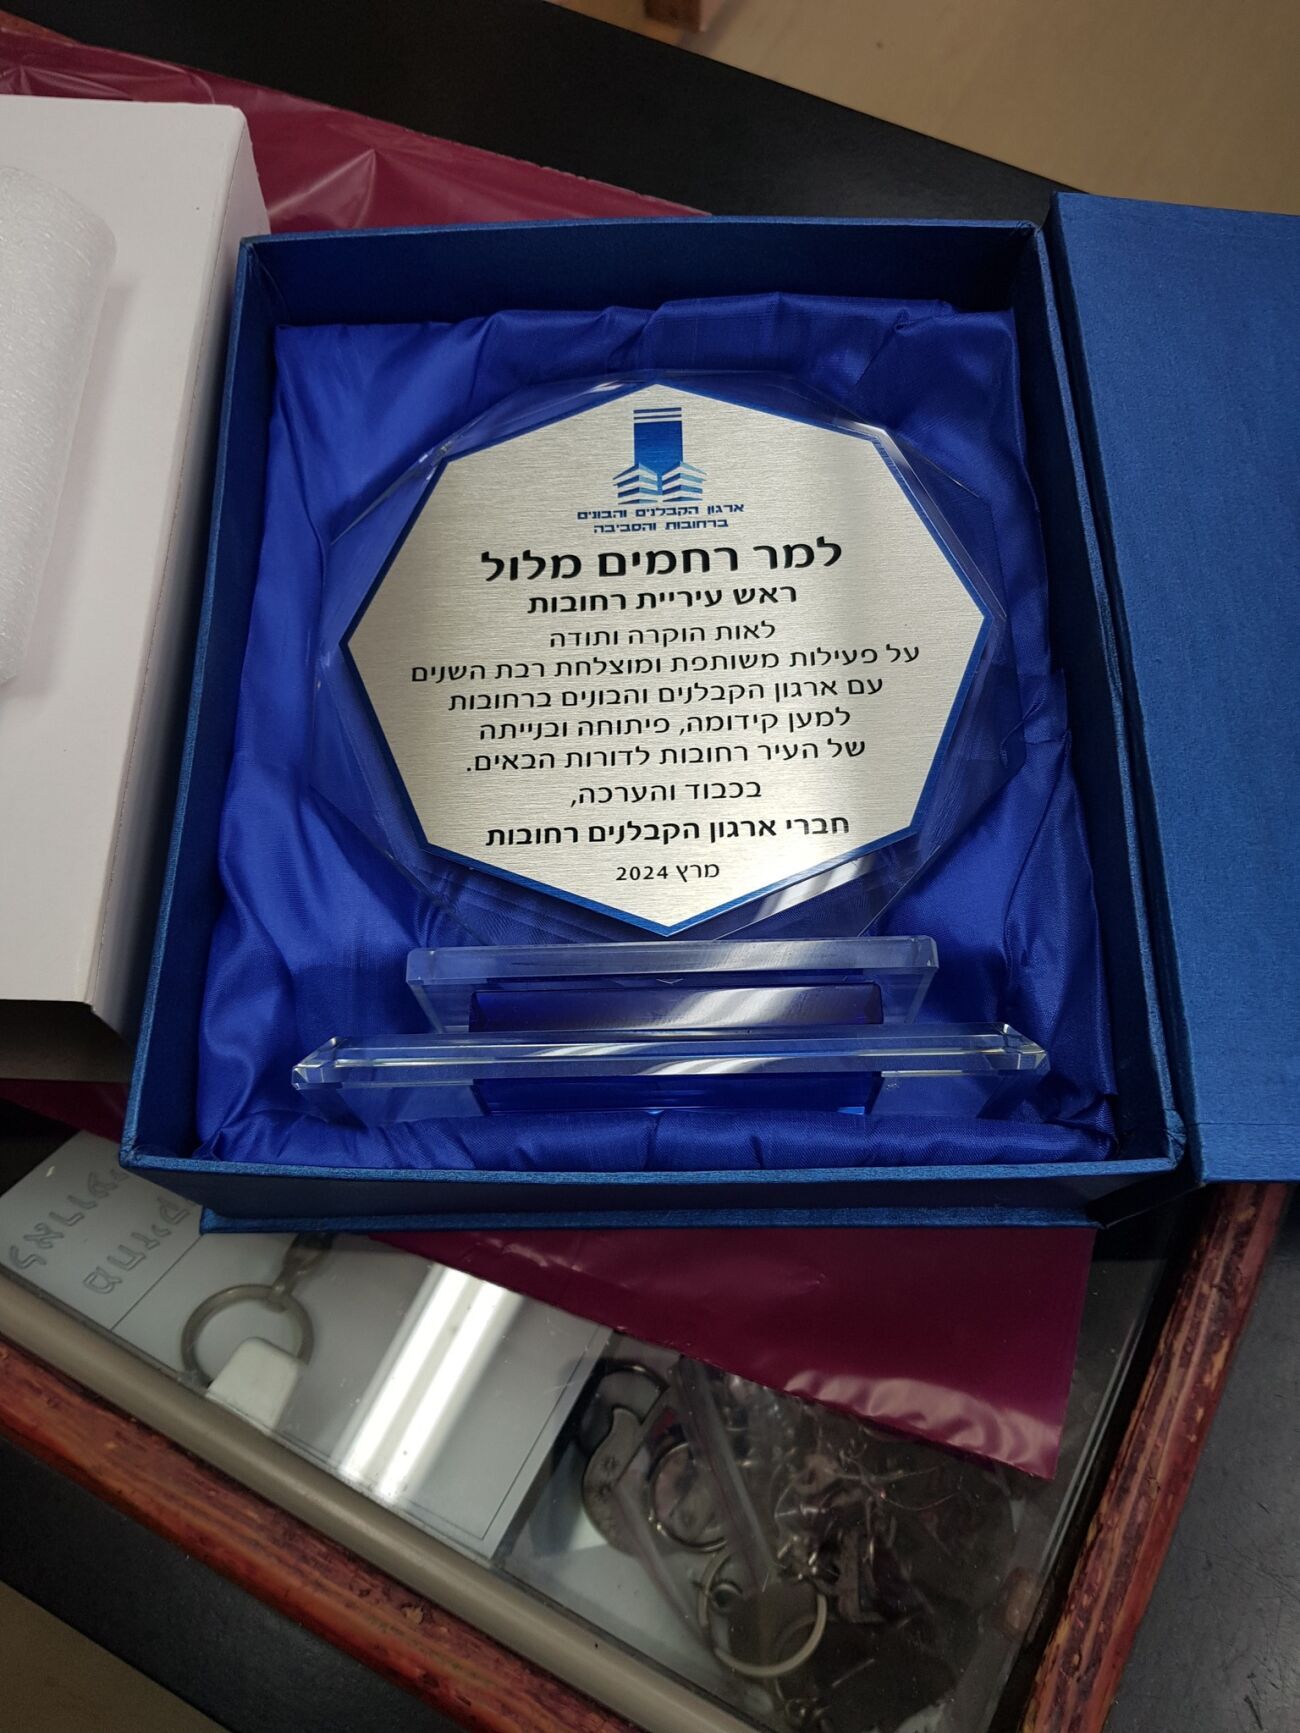 ארגון הקבלנים והבונים
ברחובות והסביבה
למר רחמים מלול
ראש עיריית רחובות
לאות הוקרה ותודה
על פעילות משותפת ומוצלחת רבת השנים
עם ארגון הקבלנים והבונים ברחובות
למען קידומה, פיתוחה ובנייתה
של העיר רחובות לדורות הבאים.
בכבוד והערכה,
חברי ארגון הקבלנים רחובות
מרץ 2024
מחזיקי